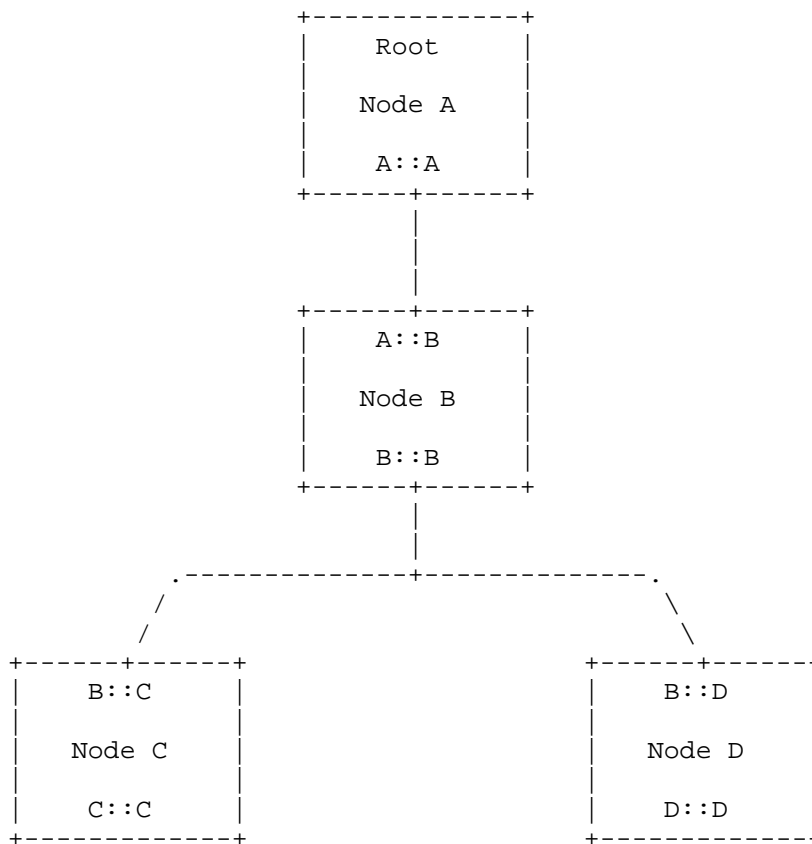 Root
Node A
A::A
A::B
Node B
B::B
B::C
B::D
Node C
Node D
C::C
D::D